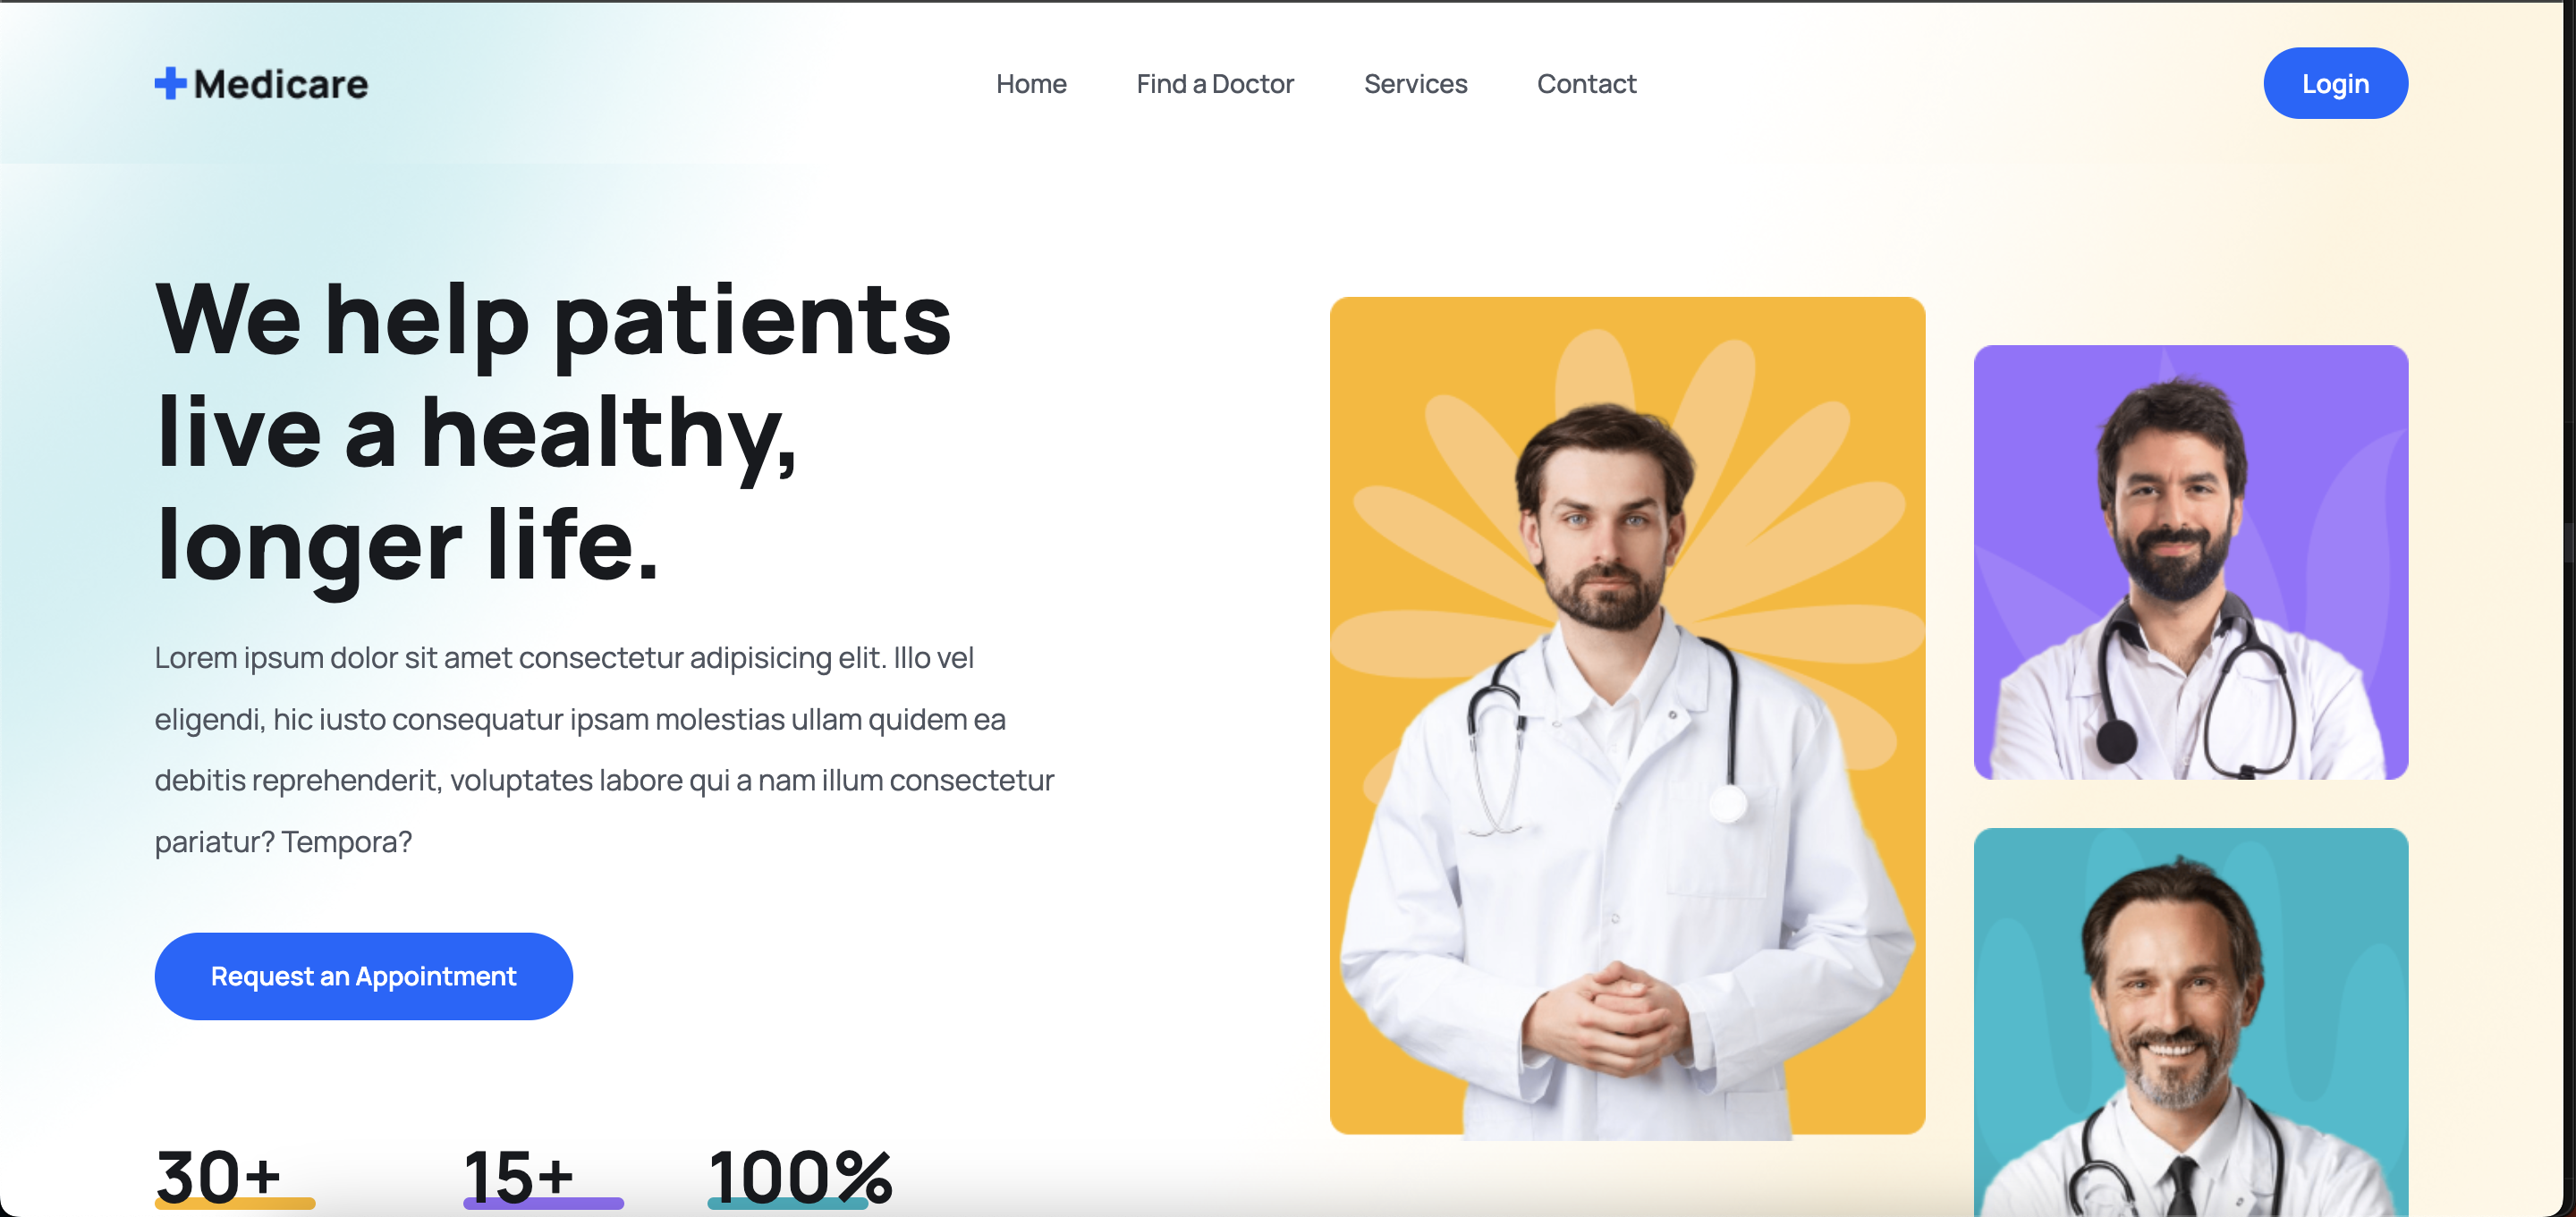 Medicare
Home
Find a Doctor
Services
Contact
Login
We help patients
live a healthy,
longer life.
Lorem ipsum dolor sit amet consectetur adipisicing elit. Illo vel
eligendi, hic iusto consequatur ipsam molestias ullam quidem ea
debitis reprehenderit, voluptates labore qui a nam illum consectetur
pariatur? Tempora?
Request an Appointment
30+
15+
100%